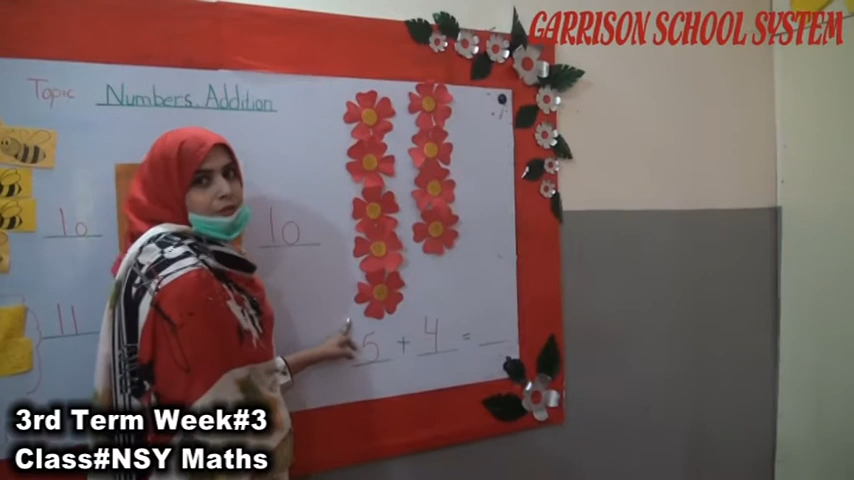 GARRISON SCHOOL SYSTEM
Topic Numbers Addition
10
10
11
5 + 4 =
3rd Term Week#3
Class#NSY Maths